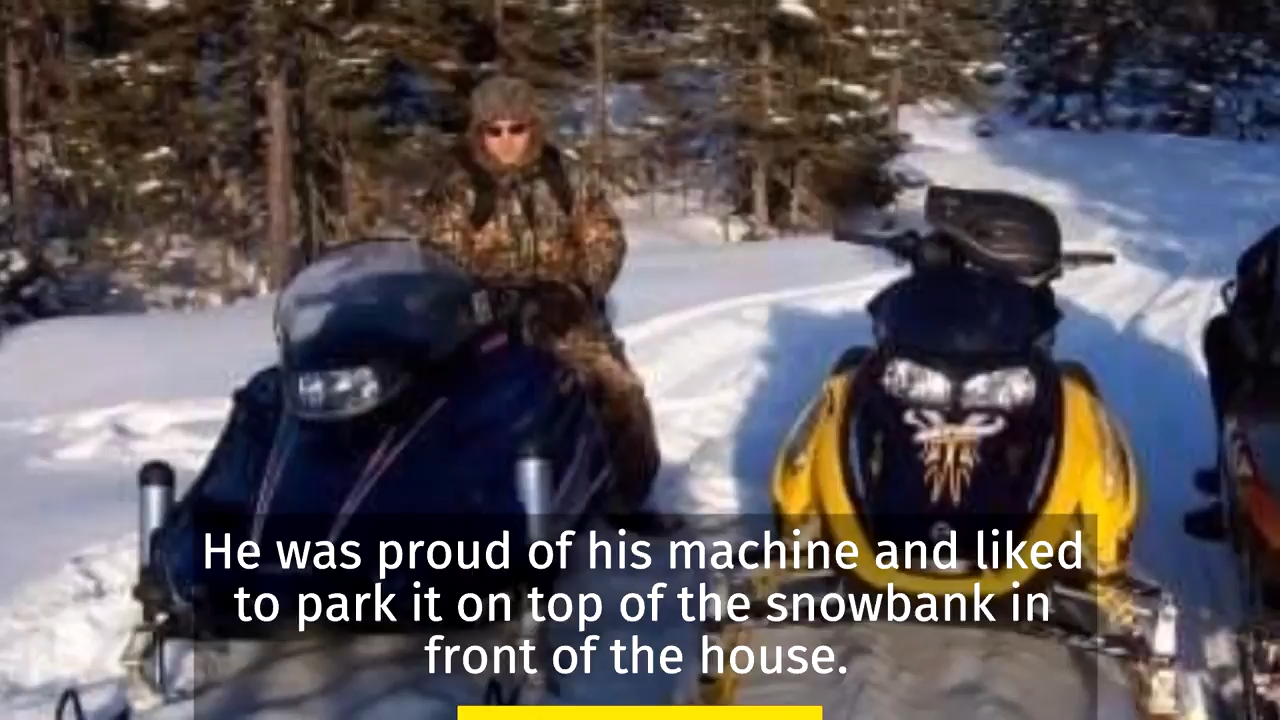 He was proud of his machine and liked
to park it on top of the snowbank in
front of the house.